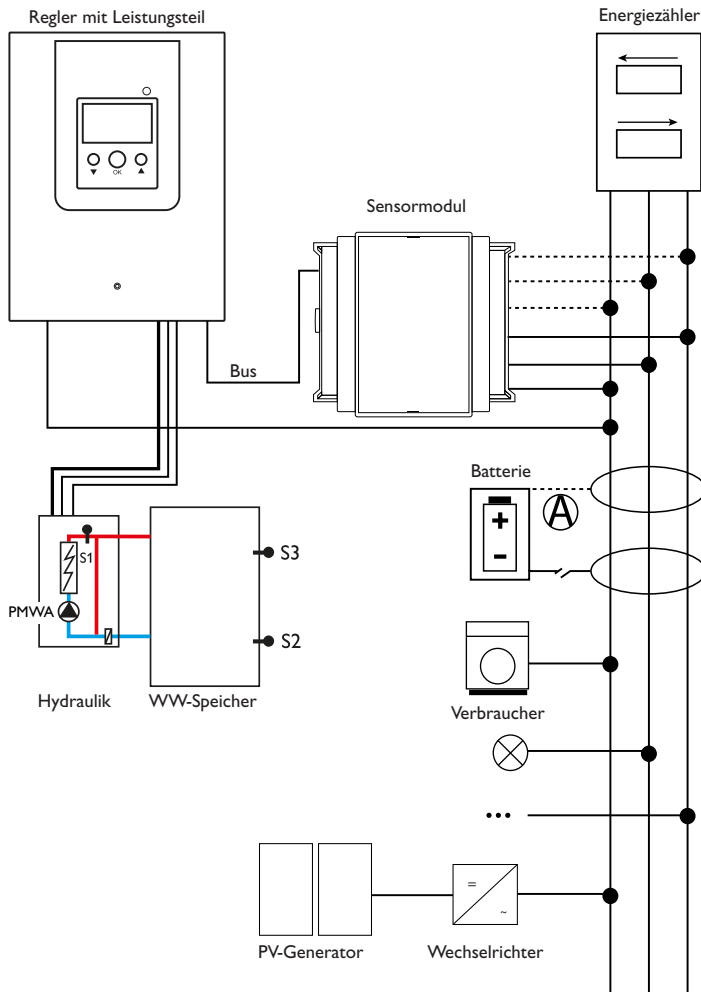 Regler mit Leistungsteil
Energiezähler
OK
Sensormodul
Bus
Batterie
A
+
-
S1
S3
PMWA
S2
Hydraulik
WW-Speicher
Verbraucher
...
=
~
PV-Generator
Wechselrichter